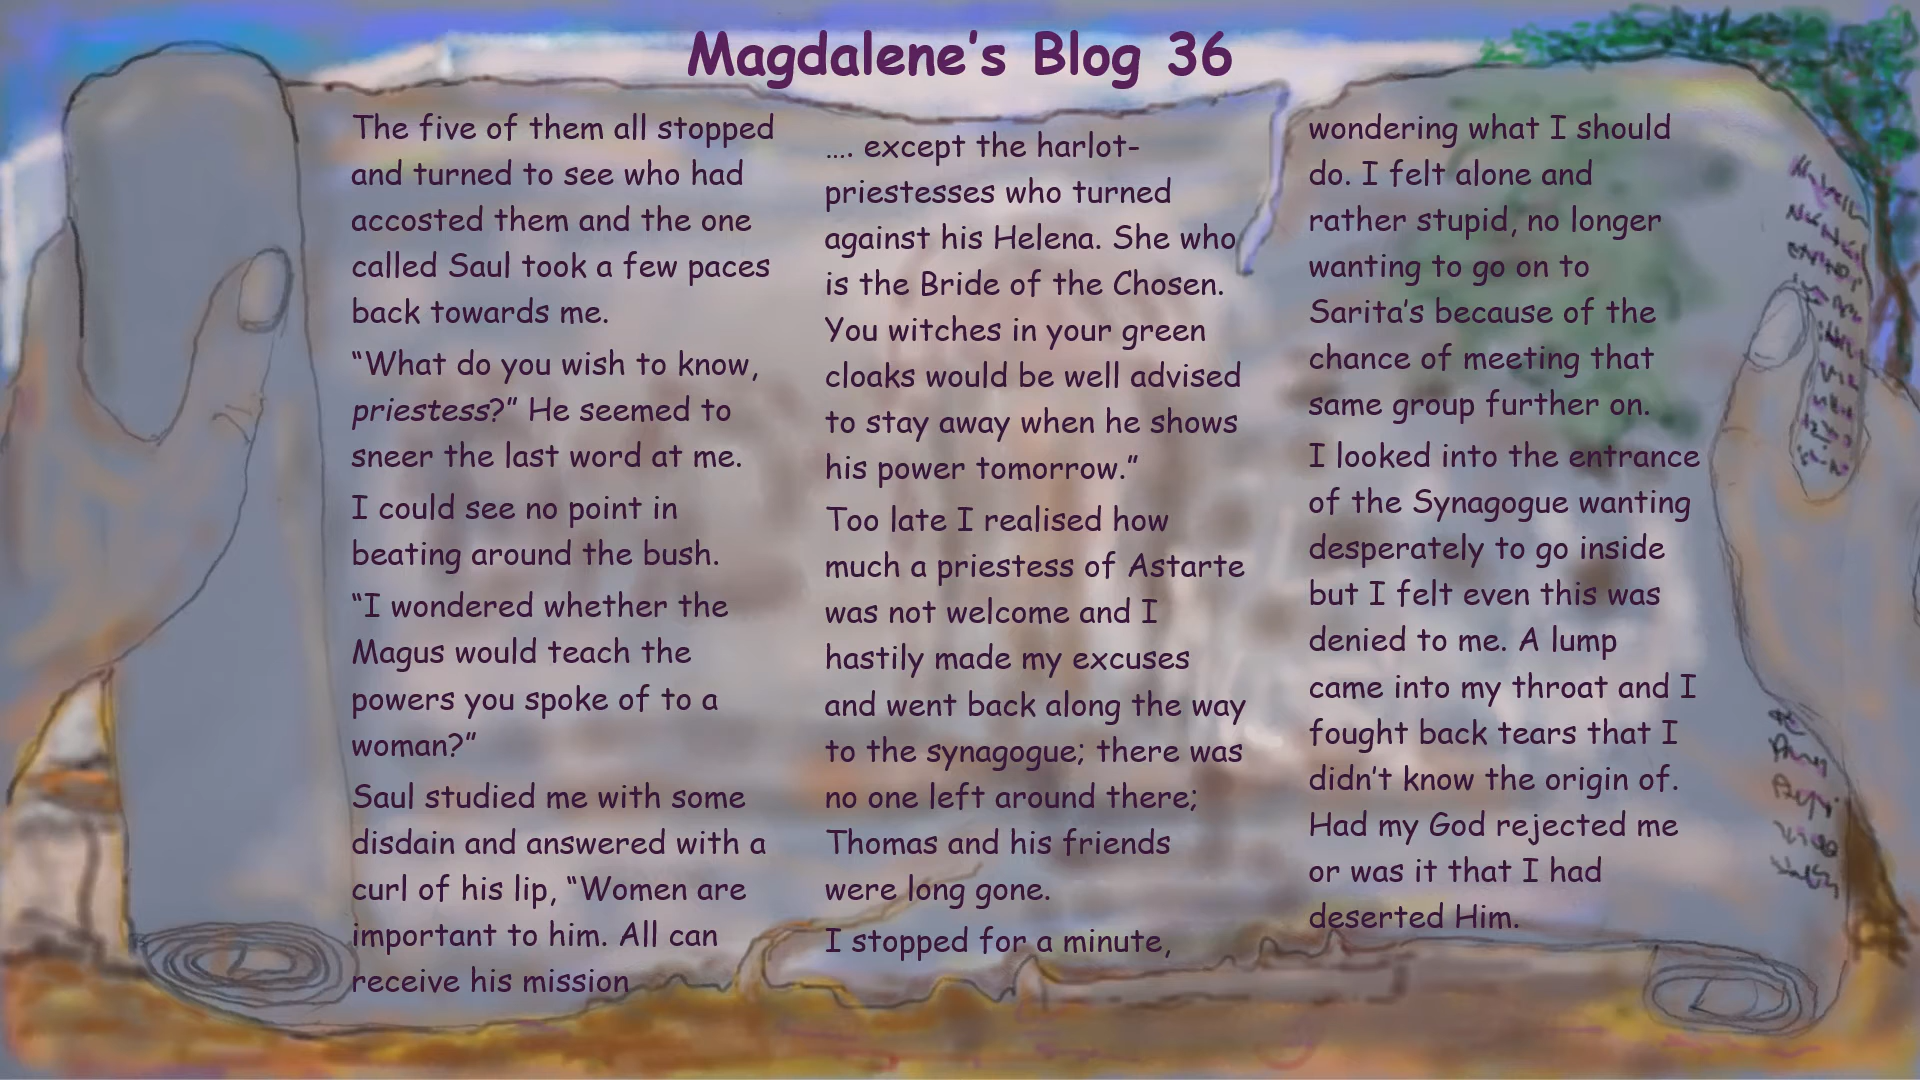 Magdalene’s Blog 36
The five of them all stopped
and turned to see who had
accosted them and the one
called Saul took a few paces
back towards me.
“What do you wish to know,
priestess?” He seemed to
sneer the last word at me.
I could see no point in
beating around the bush.
“I wondered whether the
Magus would teach the
powers you spoke of to a
woman?”
Saul studied me with some
disdain and answered with a
curl of his lip, “Women are
important to him. All can
receive his mission
…. except the harlot-
priestesses who turned
against his Helena. She who
is the Bride of the Chosen.
You witches in your green
cloaks would be well advised
to stay away when he shows
his power tomorrow.”
Too late I realised how
much a priestess of Astarte
was not welcome and I
hastily made my excuses
and went back along the way
to the synagogue; there was
no one left around there;
Thomas and his friends
were long gone.
I stopped for a minute,
wondering what I should
do. I felt alone and
rather stupid, no longer
wanting to go on to
Sarita’s because of the
chance of meeting that
same group further on.
I looked into the entrance
of the Synagogue wanting
desperately to go inside
but I felt even this was
denied to me. A lump
came into my throat and I
fought back tears that I
didn’t know the origin of.
Had my God rejected me
or was it that I had
deserted Him.